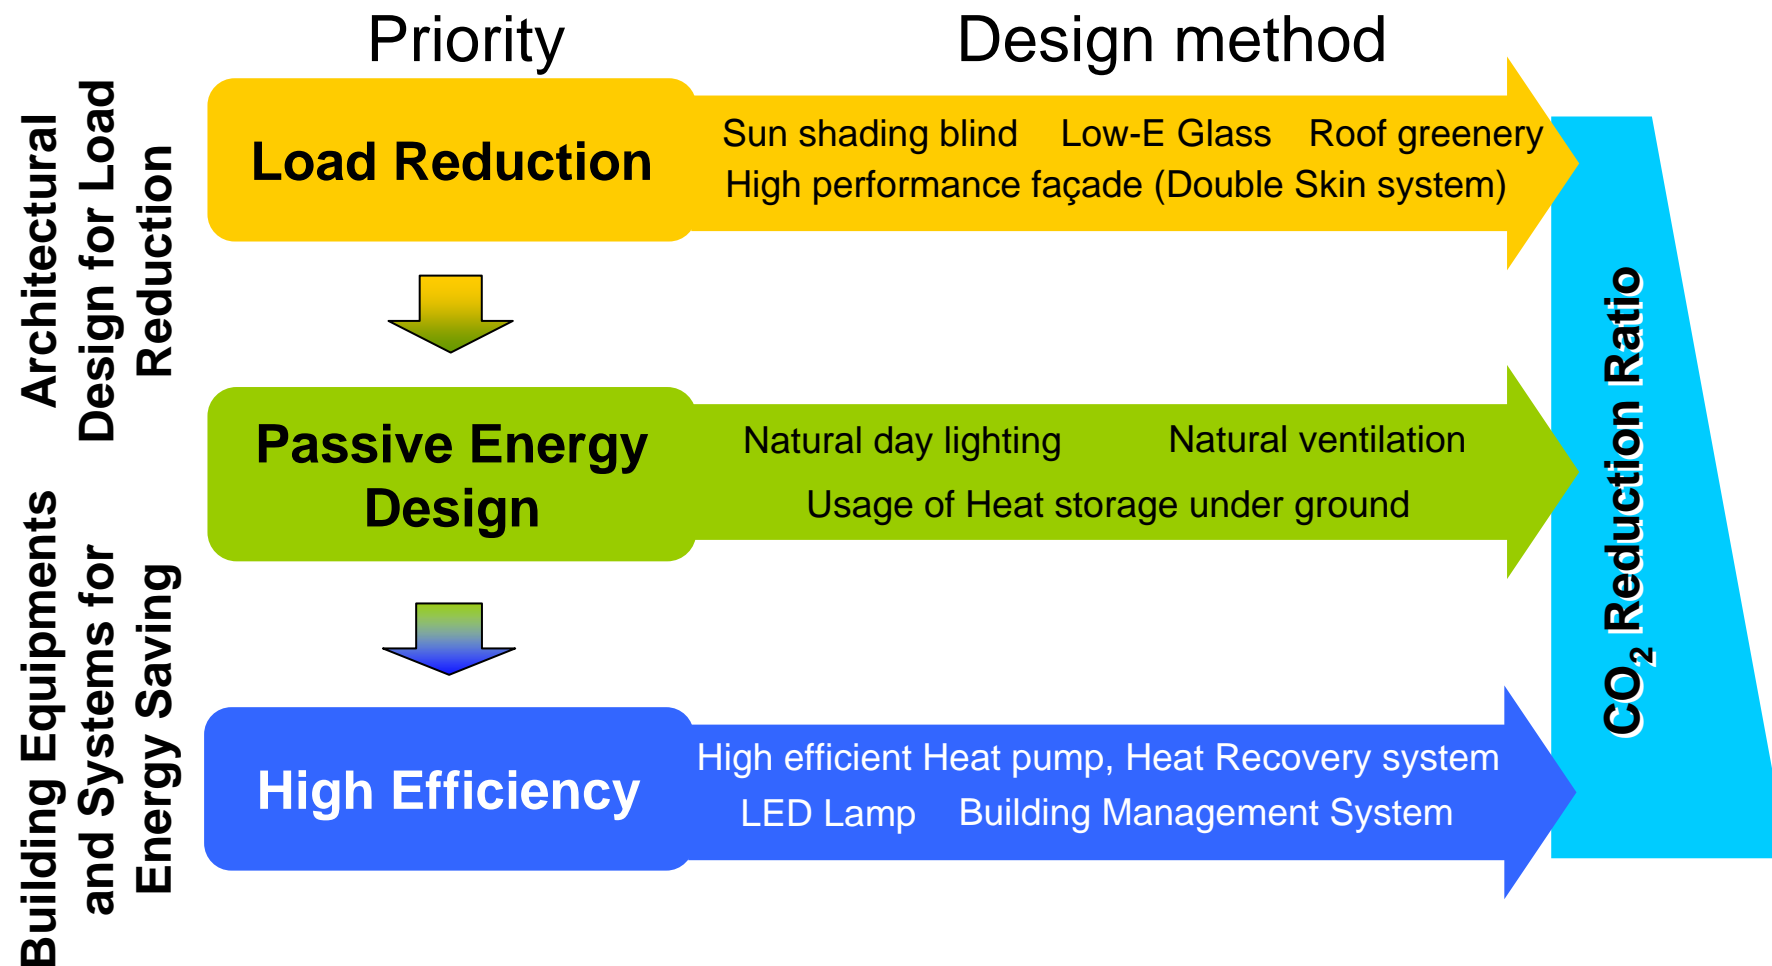 Priority
Design method
Architectural
Design for Load
Reduction
Load Reduction
Sun shading blind Low-E Glass Roof greenery
High performance façade (Double Skin system)
Passive Energy
Design
Natural day lighting Natural ventilation
Usage of Heat storage under ground
Building Equipments
and Systems for
Energy Saving
High Efficiency
High efficient Heat pump, Heat Recovery system
LED Lamp Building Management System
CO₂ Reduction Ratio